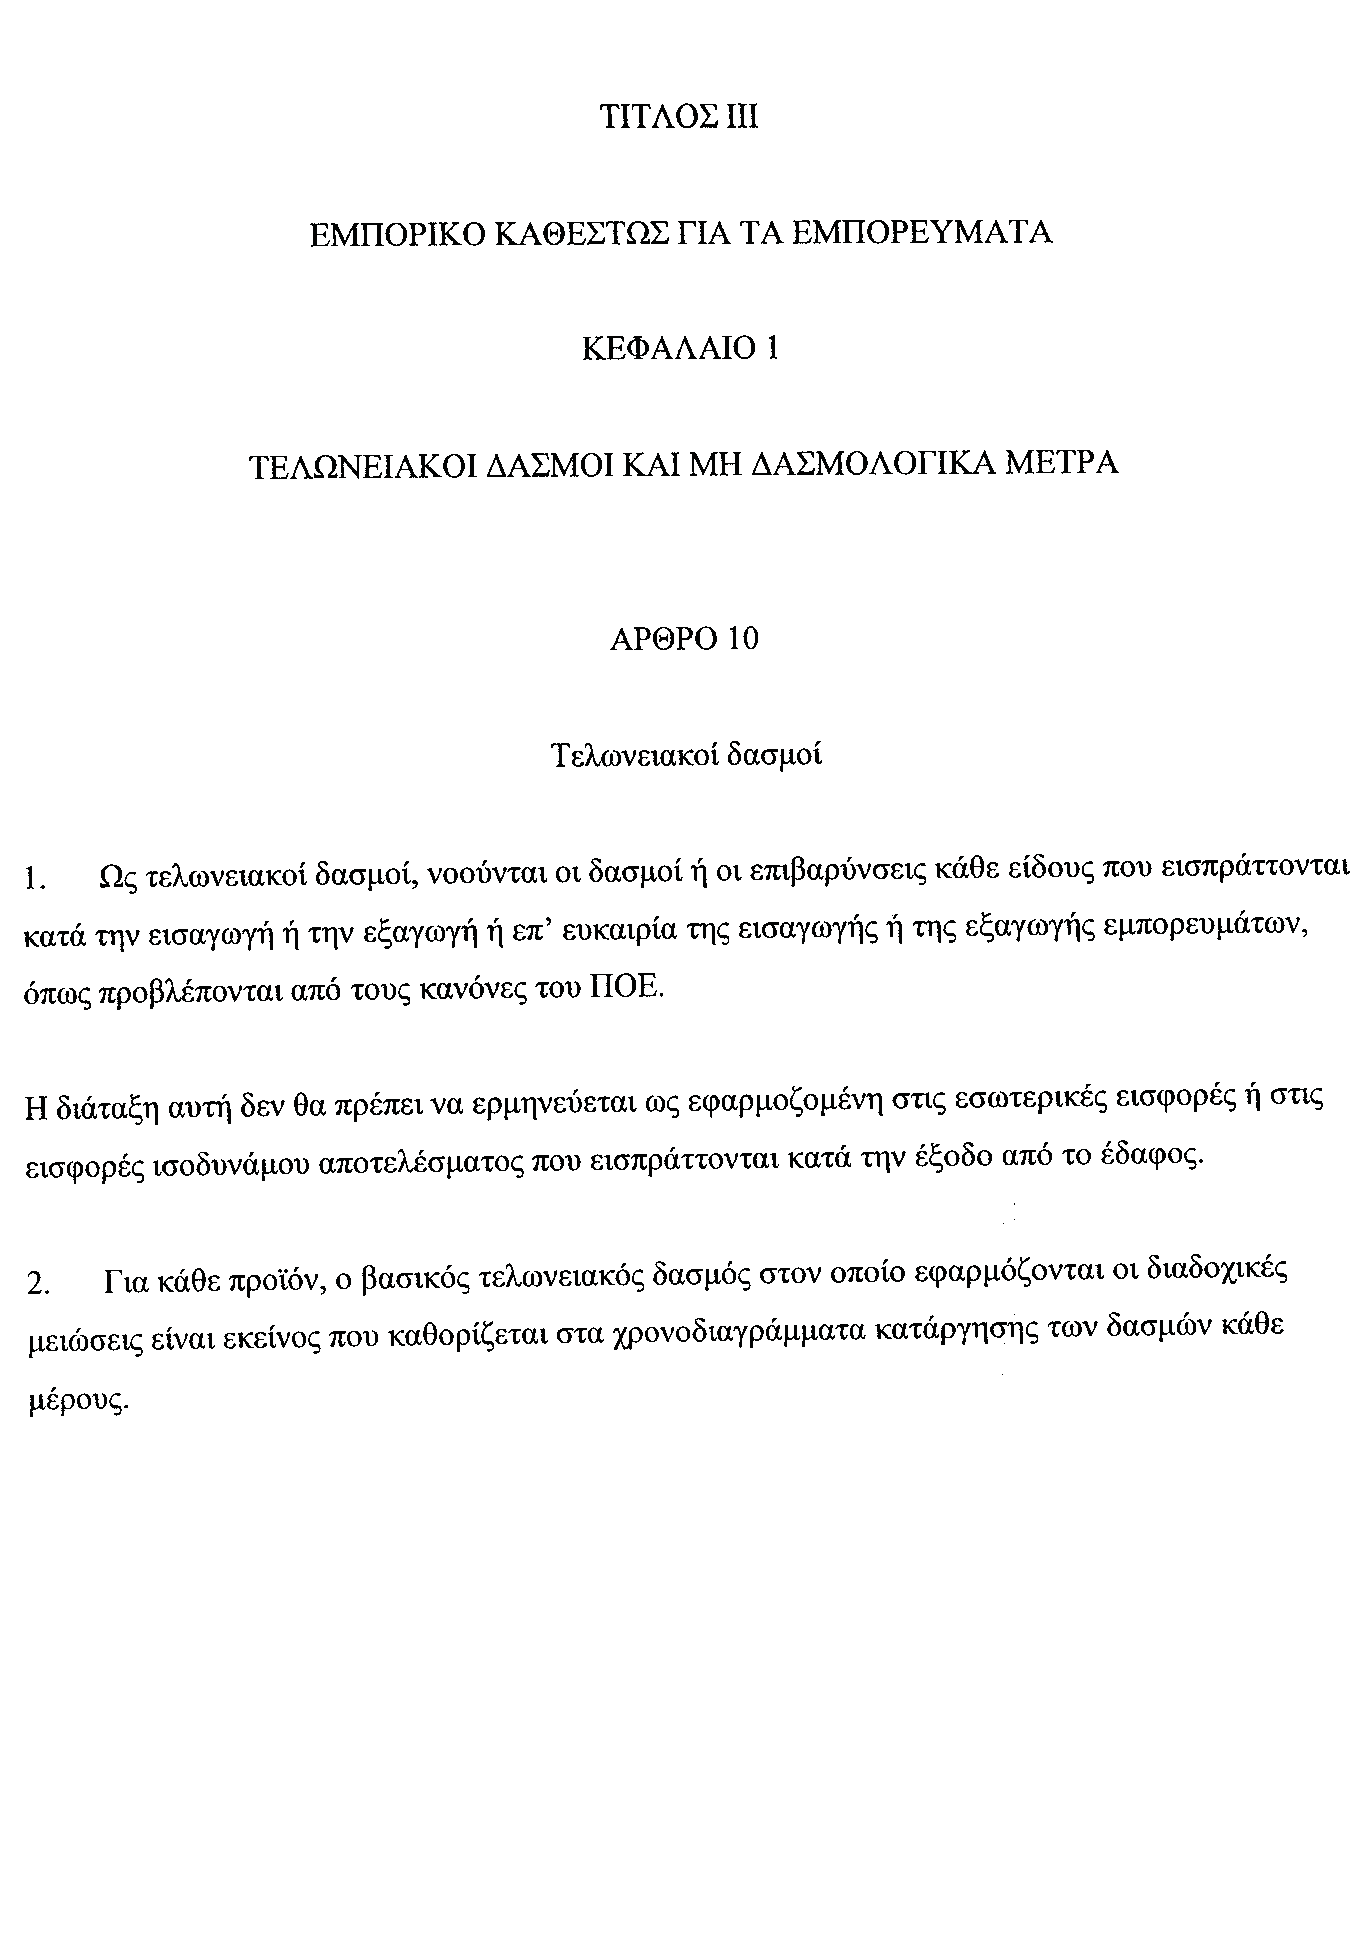 ΤΙΤΛΟΣ ΙΙΙ
ΕΜΠΟΡΙΚΟ ΚΑΘΕΣΤΩΣ ΓΙΑ ΤΑ ΕΜΠΟΡΕΥΜΑΤΑ
ΚΕΦΑΛΑΙΟ 1
ΤΕΛΩΝΕΙΑΚΟΙ ΔΑΣΜΟΙ ΚΑΙ ΜΗ ΔΑΣΜΟΛΟΓΙΚΑ ΜΕΤΡΑ
ΑΡΘΡΟ 10
Τελωνειακοί δασμοί
1. Ως τελωνειακοί δασμοί, νοούνται οι δασμοί ή οι επιβαρύνσεις κάθε είδους που εισπράττονται
κατά την εισαγωγή ή την εξαγωγή ή επ’ ευκαιρία της εισαγωγής ή της εξαγωγής εμπορευμάτων,
όπως προβλέπονται από τους κανόνες του ΠΟΕ.
Η διάταξη αυτή δεν θα πρέπει να ερμηνεύεται ως εφαρμοζομένη στις εσωτερικές εισφορές ή στις
εισφορές ισοδυνάμου αποτελέσματος που εισπράττονται κατά την έξοδο από το έδαφος.
2. Για κάθε προϊόν, ο βασικός τελωνειακός δασμός στον οποίο εφαρμόζονται οι διαδοχικές
μειώσεις είναι εκείνος που καθορίζεται στα χρονοδιαγράμματα κατάργησης των δασμών κάθε
μέρους.